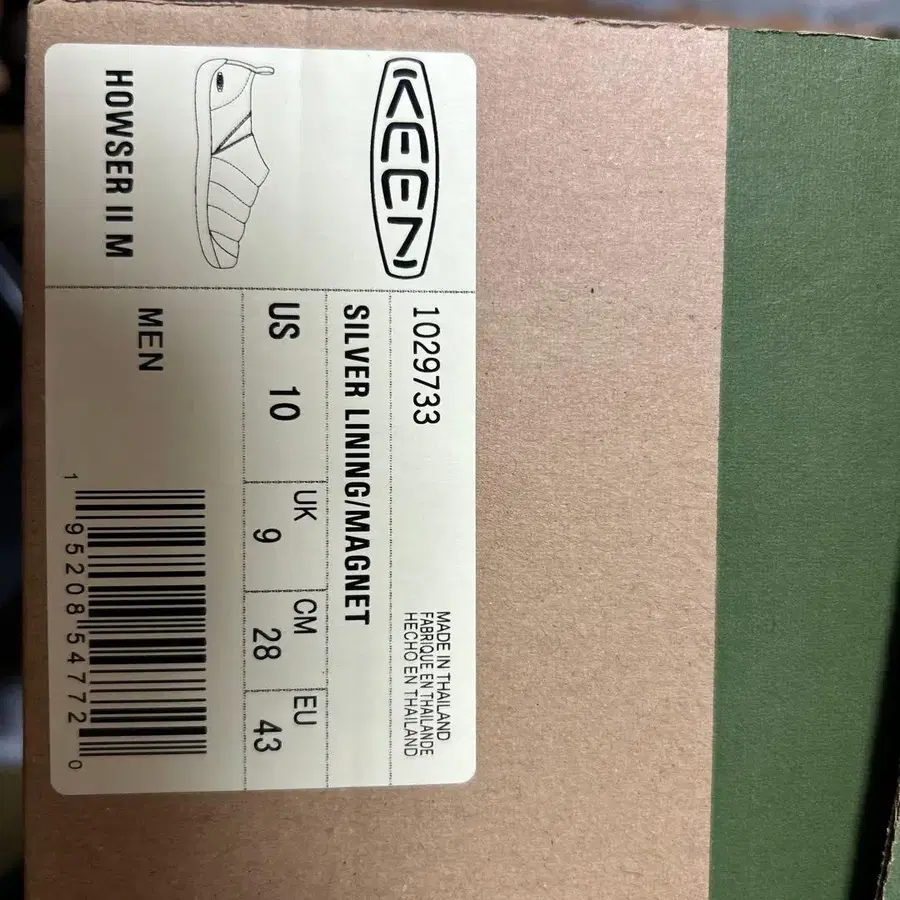 KEEN
HOWSER II M
1029733
MADE IN THAILAND
FABRIQUE EN THAILANDE
HECHO EN THAILAND
SILVER LINING/MAGNET
US 10
UK 9
CM 28
EU 43
MEN
1 95208 54772 0